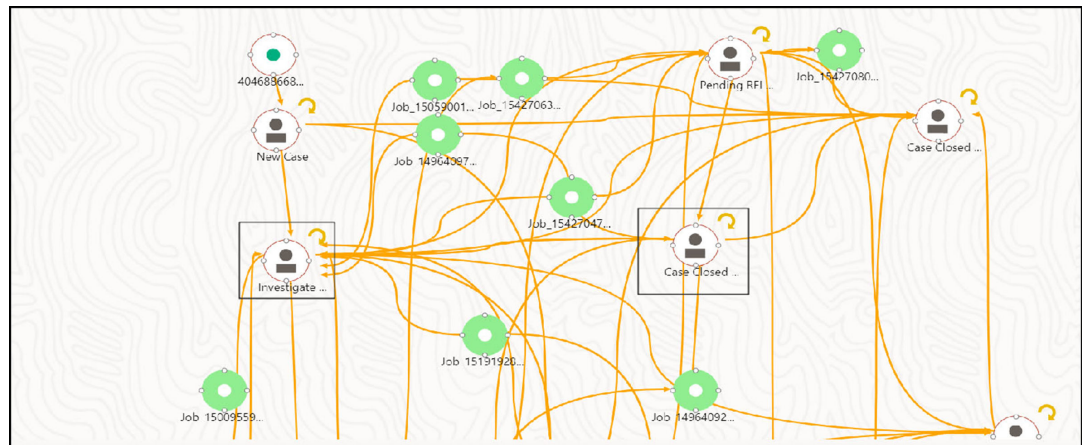 404688668...
Pending RFI ...
Job_15427080...
Job_15059001...
Job_15427063...
New Case
Job_14964097...
Case Closed ...
Job_15427047...
Investigate ...
Case Closed ...
Job_15191928...
Job_15009559...
Job_14964092...